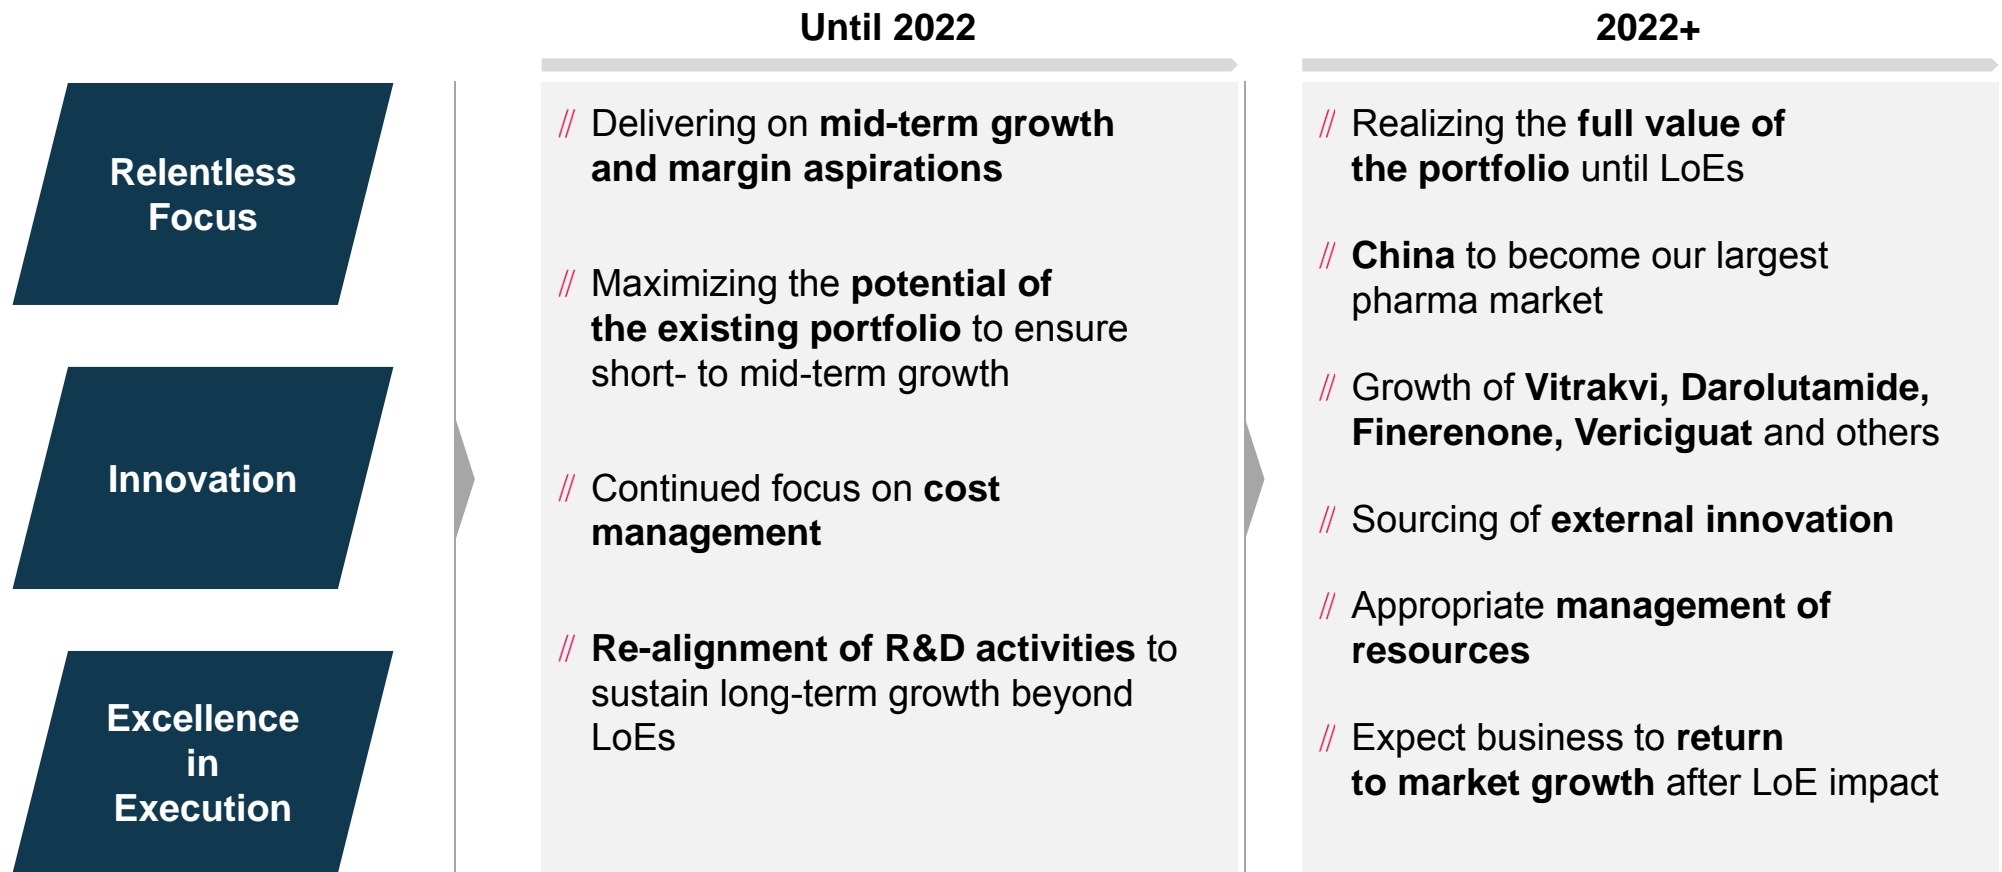 Until 2022
2022+
Relentless
Focus
Innovation
Excellence
in
Execution
// Delivering on mid-term growth
and margin aspirations
// Maximizing the potential of
the existing portfolio to ensure
short- to mid-term growth
// Continued focus on cost
management
// Re-alignment of R&D activities to
sustain long-term growth beyond
LoEs
// Realizing the full value of
the portfolio until LoEs
// China to become our largest
pharma market
// Growth of Vitrakvi, Darolutamide,
Finerenone, Vericiguat and others
// Sourcing of external innovation
// Appropriate management of
resources
// Expect business to return
to market growth after LoE impact